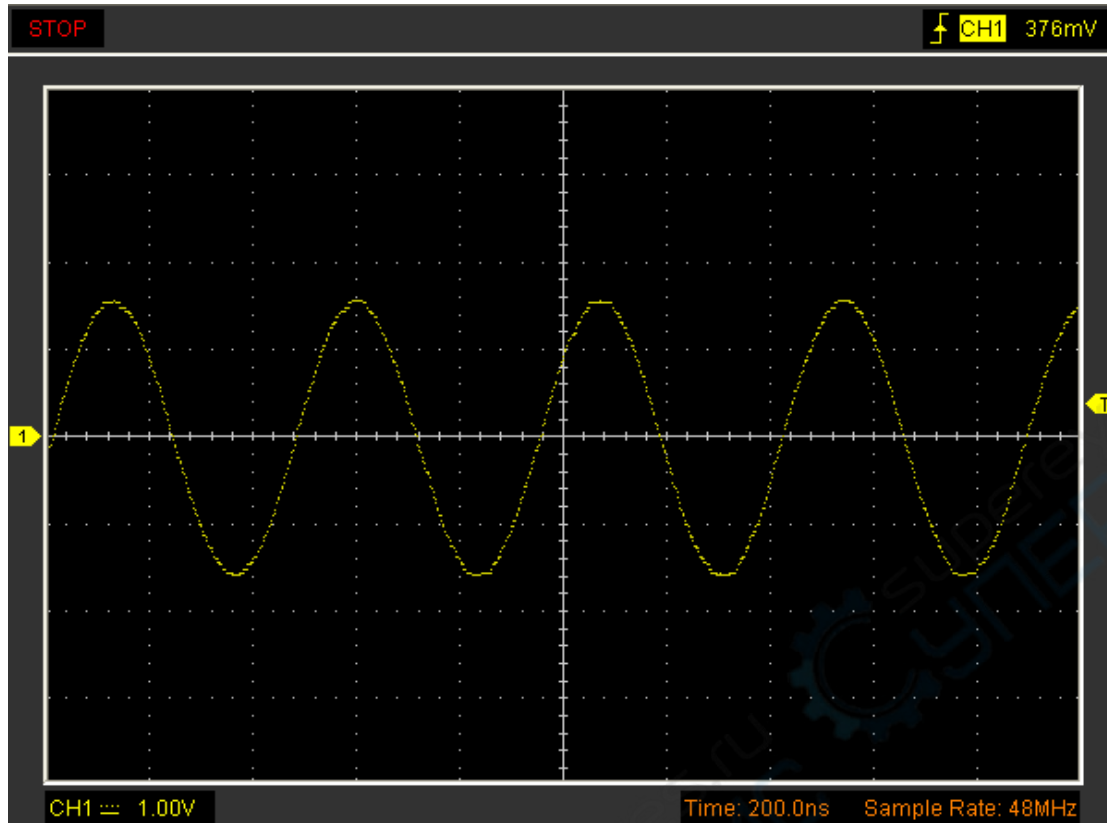 STOP
CH1 376mV
1
T
CH1 1.00V
Time: 200.0ns Sample Rate: 48MHz